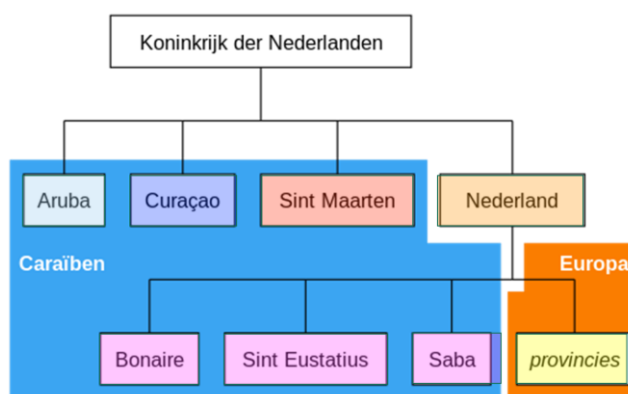 Koninkrijk der Nederlanden
Aruba
Curaçao
Sint Maarten
Nederland
Caraïben
Europa
Bonaire
Sint Eustatius
Saba
provincies